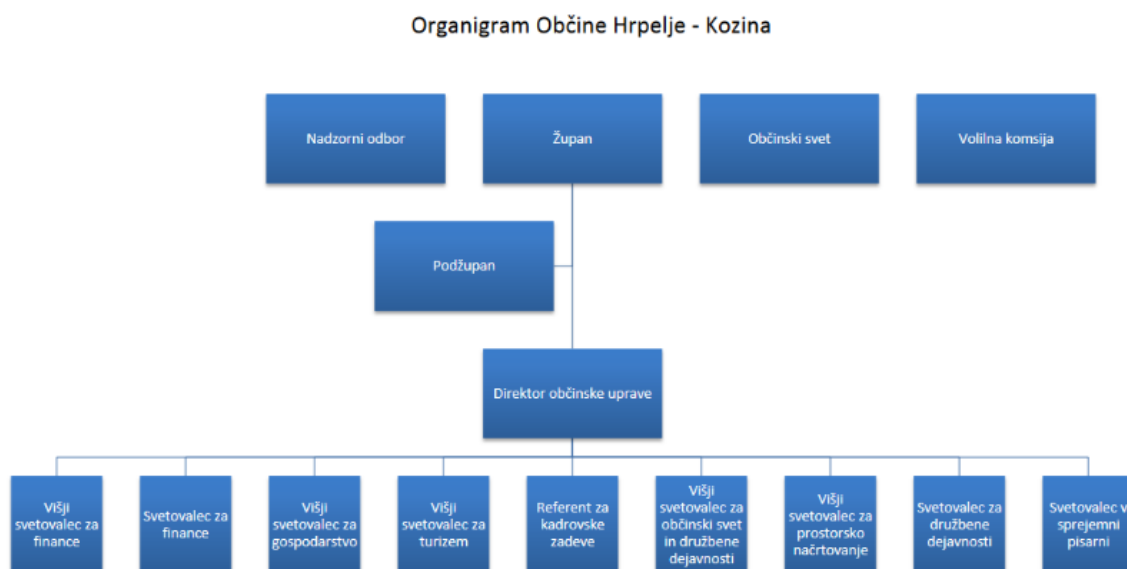 Organigram Občine Hrpelje - Kozina
Nadzorni odbor
Župan
Občinski svet
Volilna komsija
Podžupan
Direktor občinske uprave
Višji
svetovalec za
finance
Svetovalec za
finance
Višji
svetovalec za
gospodarstvo
Višji
svetovalec za
turizem
Referent za
kadrovske
zadeve
Višji
svetovalec za
občinski svet
in družbene
dejavnosti
Višji
svetovalec za
prostorsko
načrtovanje
Svetovalec za
družbene
dejavnosti
Svetovalec v
sprejemni
pisarni